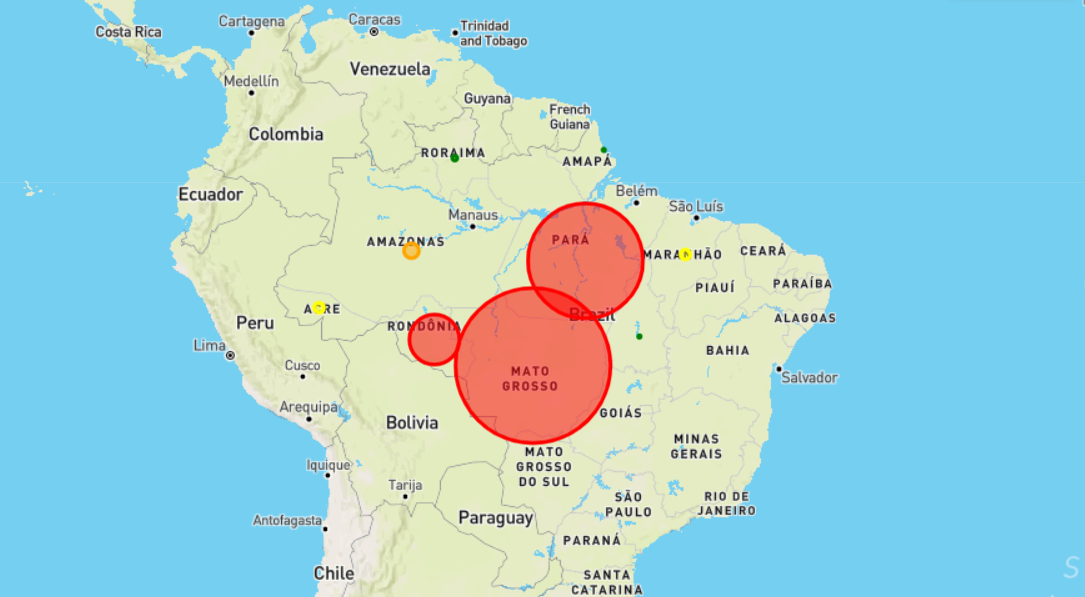 Cartagena
Caracas
Costa Rica
Trinidad
and Tobago
Venezuela
Medellín
Guyana
French
Guiana
Colombia
RORAIMA
AMAPÁ
Ecuador
Belém
São Luís
Manaus
AMAZONAS
PARÁ
MARANHÃO
CEARÁ
PIAUÍ
PARAÍBA
ACRE
Brazil
ALAGOAS
Peru
RONDÔNIA
Lima
BAHIA
Cusco
MATO
GROSSO
Salvador
Arequipa
GOIÁS
Bolivia
MINAS
GERAIS
MATO
GROSSO
DO SUL
Iquique
Tarija
SÃO
PAULO
RIO DE
JANEIRO
Antofagasta
Paraguay
PARANÁ
Chile
SANTA
CATARINA
S